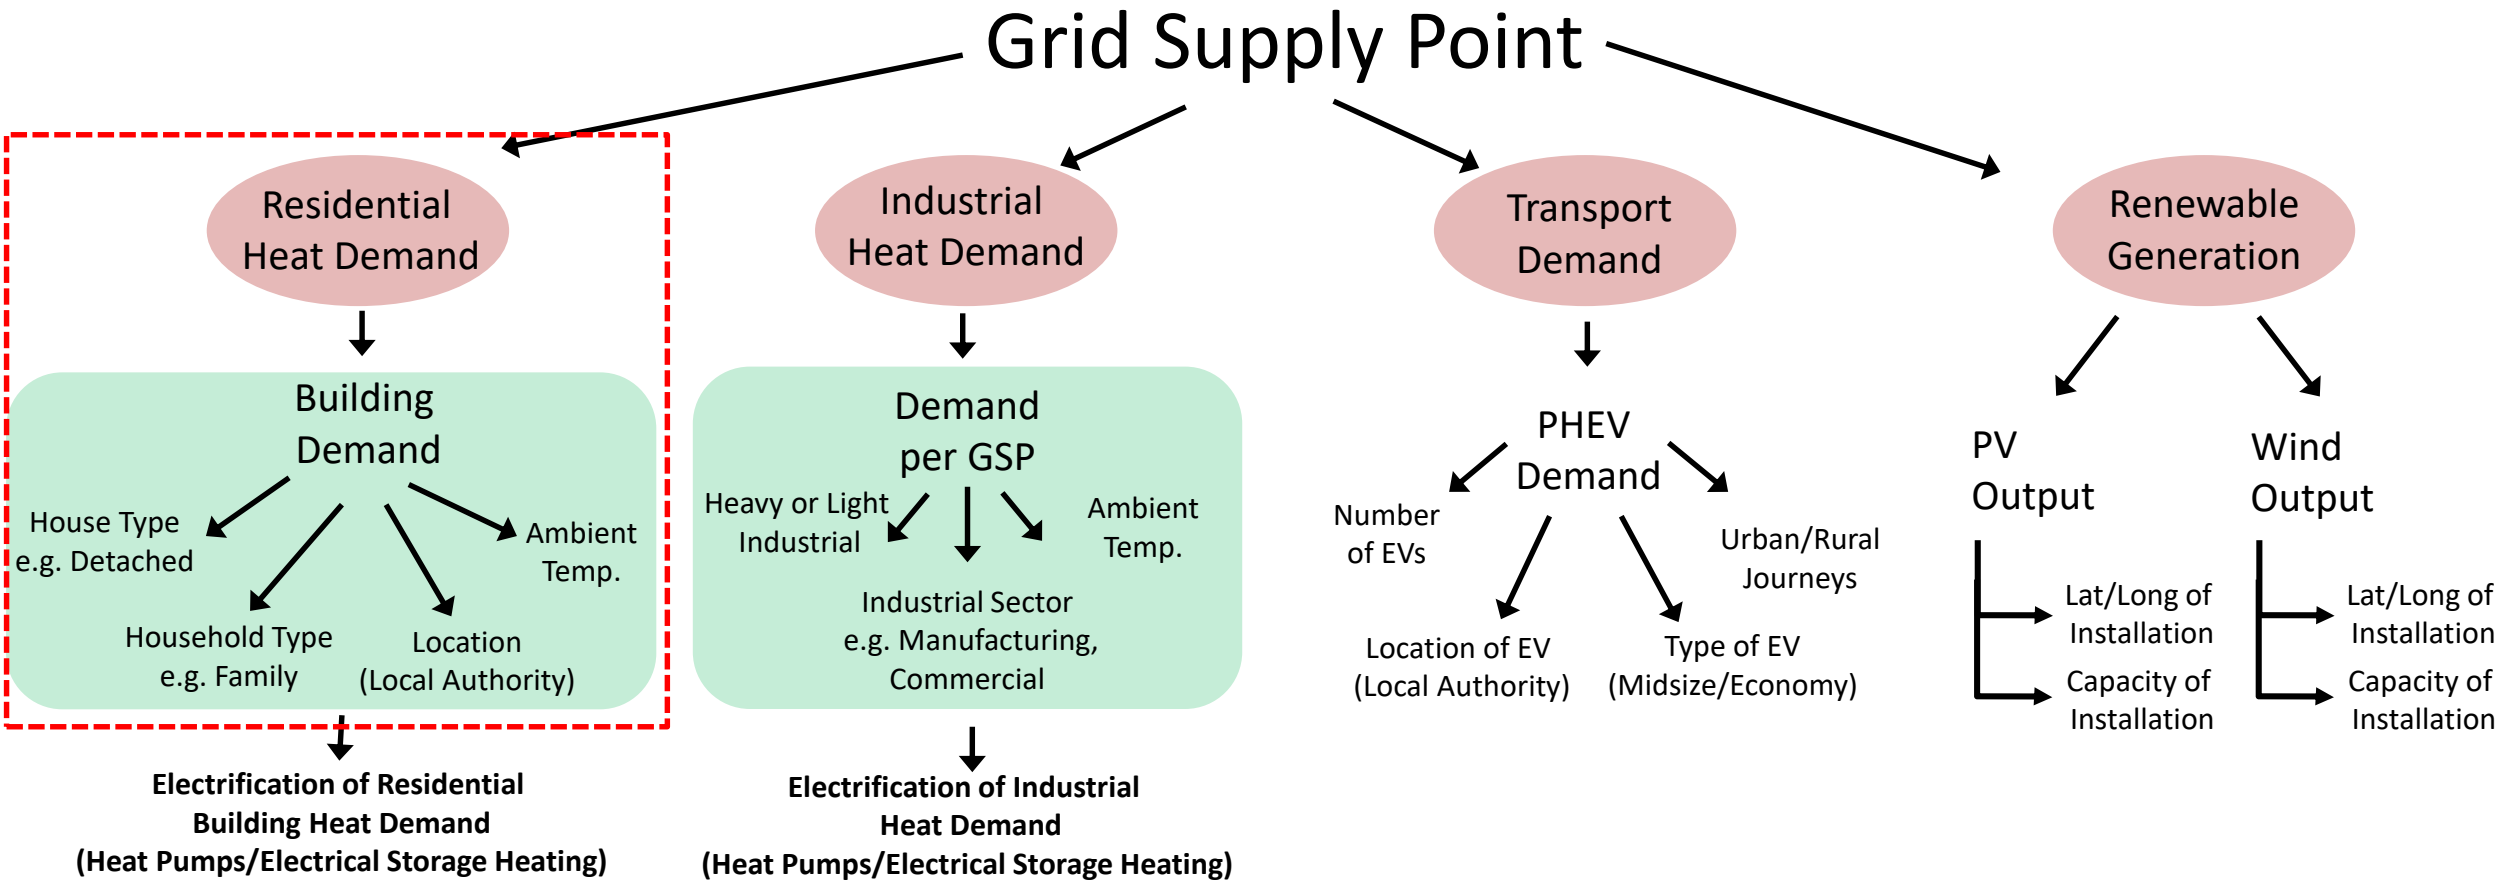 Grid Supply Point
Residential
Heat Demand
Industrial
Heat Demand
Transport
Demand
Renewable
Generation
Building
Demand
House Type
e.g. Detached
Household Type
e.g. Family
Location
(Local Authority)
Ambient
Temp.
Electrification of Residential
Building Heat Demand
(Heat Pumps/Electrical Storage Heating)
Demand
per GSP
Heavy or Light
Industrial
Industrial Sector
e.g. Manufacturing,
Commercial
Ambient
Temp.
Electrification of Industrial
Heat Demand
(Heat Pumps/Electrical Storage Heating)
PHEV
Demand
Number
of EVs
Location of EV
(Local Authority)
Type of EV
(Midsize/Economy)
Urban/Rural
Journeys
PV
Output
Lat/Long of
Installation
Capacity of
Installation
Wind
Output
Lat/Long of
Installation
Capacity of
Installation